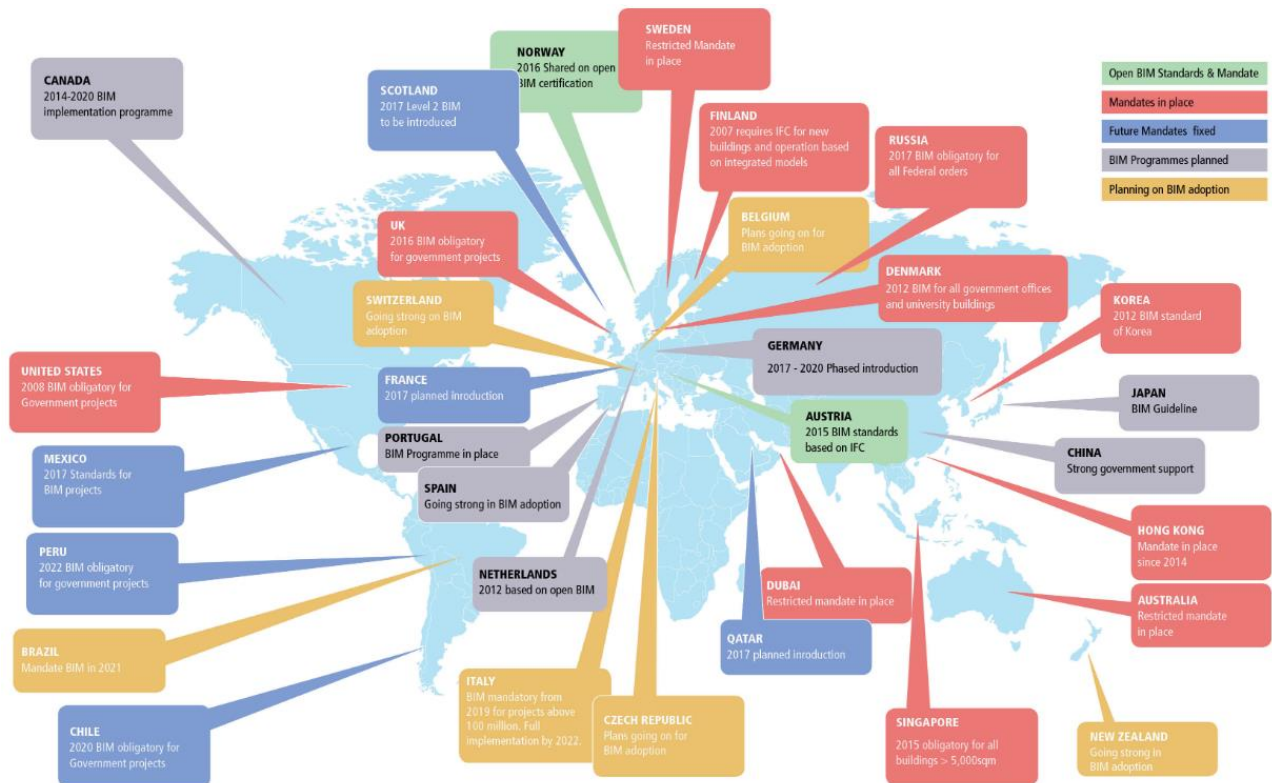 CANADA
2014-2020 BIM
implementation programme
SCOTLAND
2017 Level 2 BIM
to be introduced
NORWAY
2016 Shared on open
BIM certification
SWEDEN
Restricted Mandate
in place
FINLAND
2007 requires IFC for new
buildings and operation based
on integrated models
RUSSIA
2017 BIM obligatory for
all Federal orders
Open BIM Standards & Mandate
Mandates in place
Future Mandates fixed
BIM Programmes planned
Planning on BIM adoption
UK
2016 BIM obligatory
for government projects
BELGIUM
Plans going on for
BIM adoption
SWITZERLAND
Going strong on BIM
adoption
DENMARK
2012 BIM for all government offices
and university buildings
KOREA
2012 BIM standard
of Korea
UNITED STATES
2008 BIM obligatory for
Government projects
FRANCE
2017 planned inroduction
GERMANY
2017 - 2020 Phased introduction
JAPAN
BIM Guideline
PORTUGAL
BIM Programme in place
AUSTRIA
2015 BIM standards
based on IFC
CHINA
Strong government support
MEXICO
2017 Standards for
BIM projects
SPAIN
Going strong in BIM adoption
HONG KONG
Mandate in place
since 2014
PERU
2022 BIM obligatory
for government projects
NETHERLANDS
2012 based on open BIM
DUBAI
Restricted mandate in place
AUSTRALIA
Restricted mandate
in place
BRAZIL
Mandate BIM in 2021
QATAR
2017 planned inroduction
ITALY
BIM mandatory from
2019 for projects above
100 million. Full
implementation by 2022.
CZECH REPUBLIC
Plans going on for
BIM adoption
CHILE
2020 BIM obligatory for
Government projects
SINGAPORE
2015 obligatory for all
buildings > 5,000sqm
NEW ZEALAND
Going strong in
BIM adoption